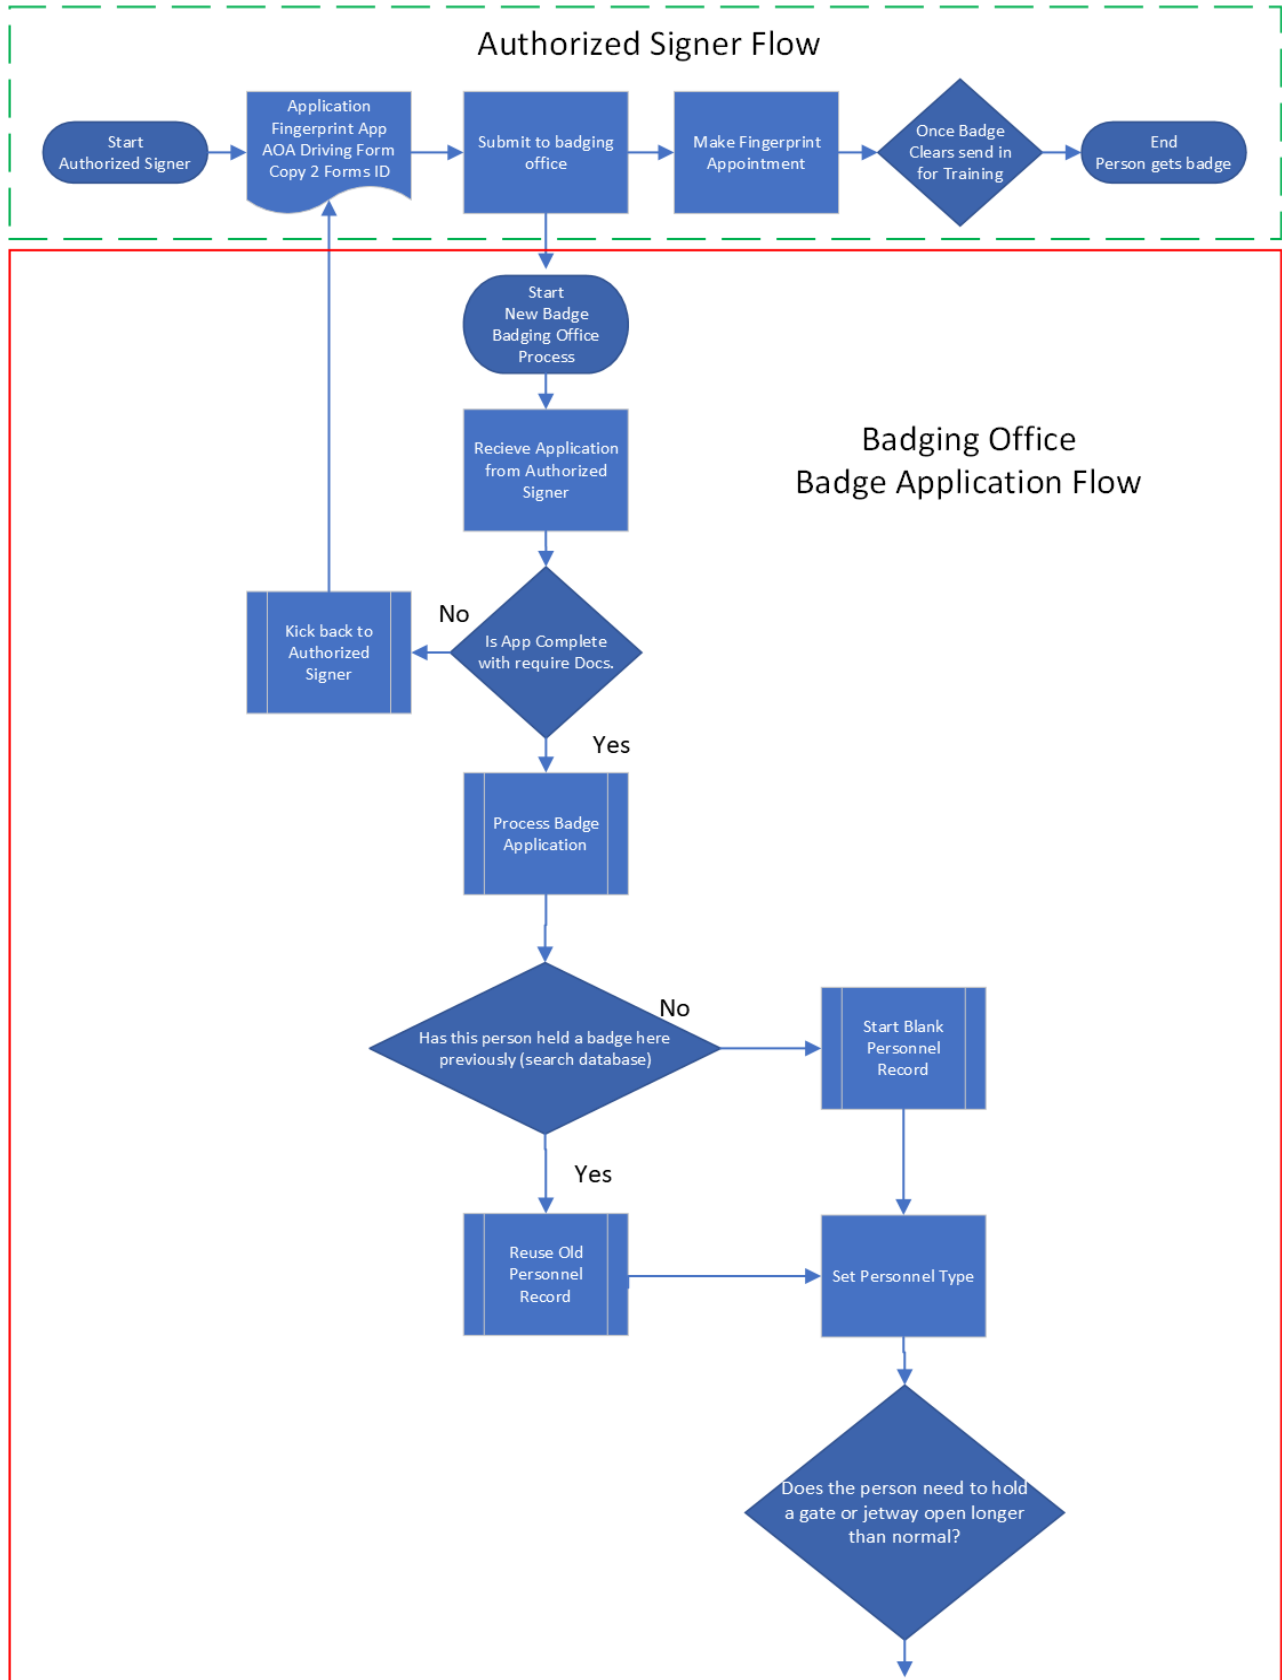 Authorized Signer Flow
Start
Authorized Signer
Application
Fingerprint App
AOA Driving Form
Copy 2 Forms ID
Submit to badging
office
Make Fingerprint
Appointment
Once Badge
Clears send in
for Training
End
Person gets badge
Start
New Badge
Badging Office
Process
Recieve Application
from Authorized
Signer
Badging Office
Badge Application Flow
No
Kick back to
Authorized
Signer
Is App Complete
with require Docs.
Yes
Process Badge
Application
Has this person held a badge here
previously (search database)
No
Start Blank
Personnel
Record
Yes
Reuse Old
Personnel
Record
Set Personnel Type
Does the person need to hold
a gate or jetway open longer
than normal?